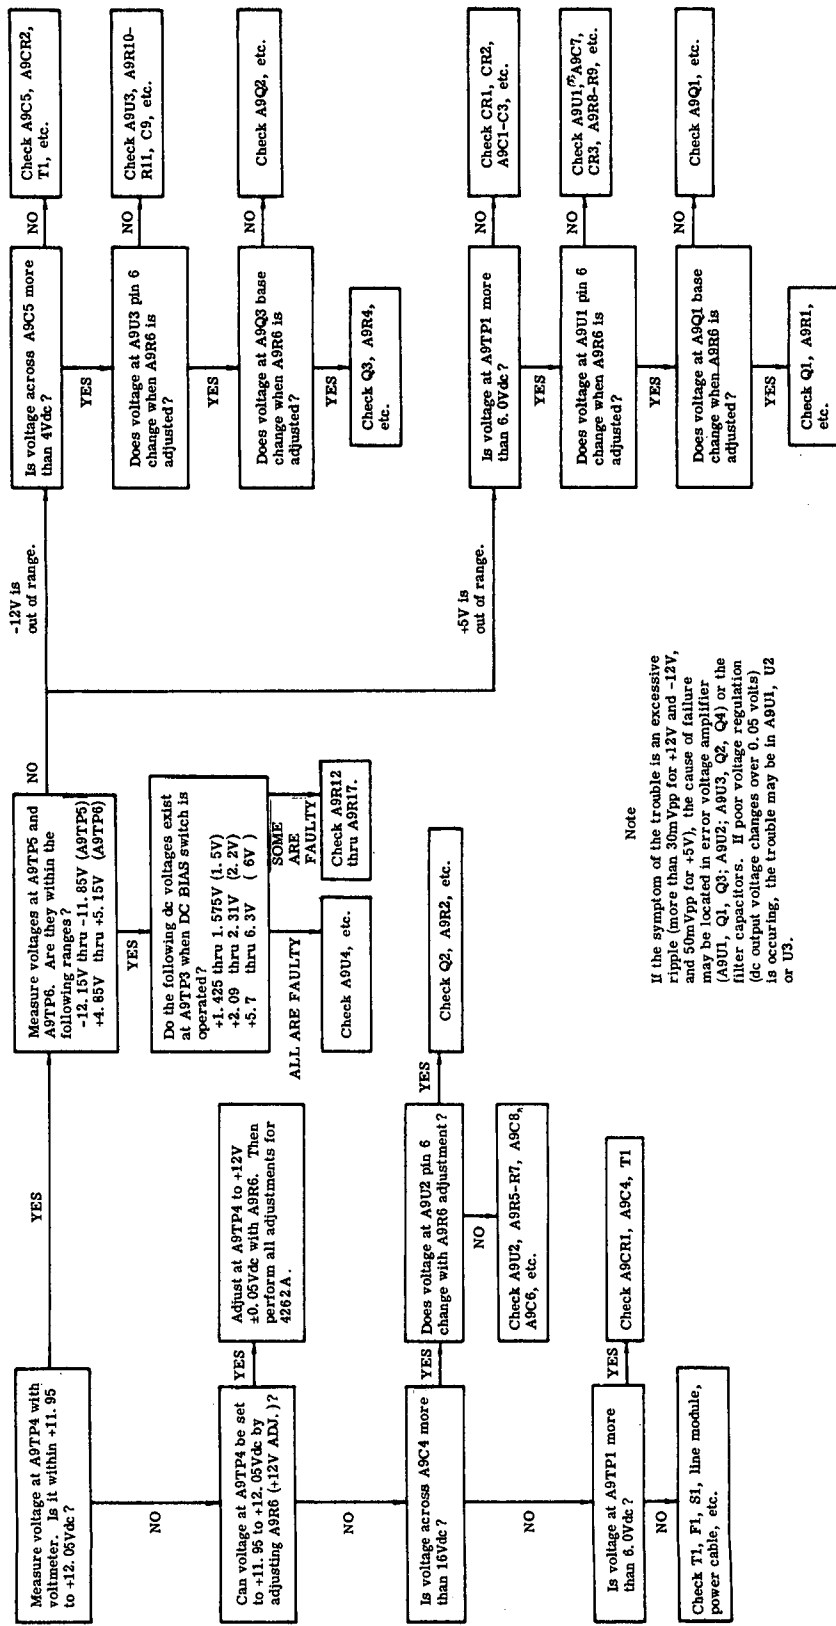 Measure voltage at A9TP4 with
voltmeter. Is it within +11.95
to +12.05Vdc?
YES
NO
Can voltage at A9TP4 be set
to +11.95 to +12.05Vdc by
adjusting A9R6 (+12V ADJ.)?
YES
Adjust at A9TP4 to +12V
±0.05Vdc with A9R6. Then
perform all adjustments for
4262A.
NO
Is voltage across A9C4 more
than 16Vdc?
YES
Does voltage at A9U2 pin 6
change with A9R6 adjustment?
YES
Check Q2, A9R2, etc.
NO
Check A9U2, A9R5-R7, A9C8,
A9C6, etc.
NO
Is voltage at A9TP1 more
than 6.0Vdc?
YES
Check A9CR1, A9C4, T1
NO
Check T1, F1, S1, line module,
power cable, etc.
Measure voltages at A9TP5 and
A9TP6. Are they within the
following ranges?
-12.15V thru -11.85V (A9TP5)
+4.85V thru +5.15V (A9TP6)
NO
YES
Do the following dc voltages exist
at A9TP3 when DC BIAS switch is
operated?
+1.425 thru 1.575V (1.5V)
+2.09 thru 2.31V (2.2V)
+5.7 thru 6.3V ( 6V )
ALL ARE FAULTY
Check A9U4, etc.
SOME
ARE
FAULTY
Check A9R12
thru A9R17.
-12V is
out of range.
Is voltage across A9C5 more
than 4Vdc?
NO
Check A9C5, A9CR2,
T1, etc.
YES
Does voltage at A9U3 pin 6
change when A9R6 is
adjusted?
NO
Check A9U3, A9R10-
R11, C9, etc.
YES
Does voltage at A9Q3 base
change when A9R6 is
adjusted?
NO
Check A9Q2, etc.
YES
Check Q3, A9R4,
etc.
+5V is
out of range.
Is voltage at A9TP1 more
than 6.0Vdc?
NO
Check CR1, CR2,
A9C1-C3, etc.
YES
Does voltage at A9U1 pin 6
change when A9R6 is
adjusted?
NO
Check A9U1, A9C7,
CR3, A9R8-R9, etc.
YES
Does voltage at A9Q1 base
change when A9R6 is
adjusted?
NO
Check A9Q1, etc.
YES
Check Q1, A9R1,
etc.
Note
If the symptom of the trouble is an excessive
ripple (more than 30mVpp for +12V and -12V,
and 50mVpp for +5V), the cause of failure
may be located in error voltage amplifier
(A9U1, Q1, Q3; A9U2; A9U3, Q2, Q4) or the
filter capacitors. If poor voltage regulation
(dc output voltage changes over 0.05 volts)
is occuring, the trouble may be in A9U1, U2
or U3.